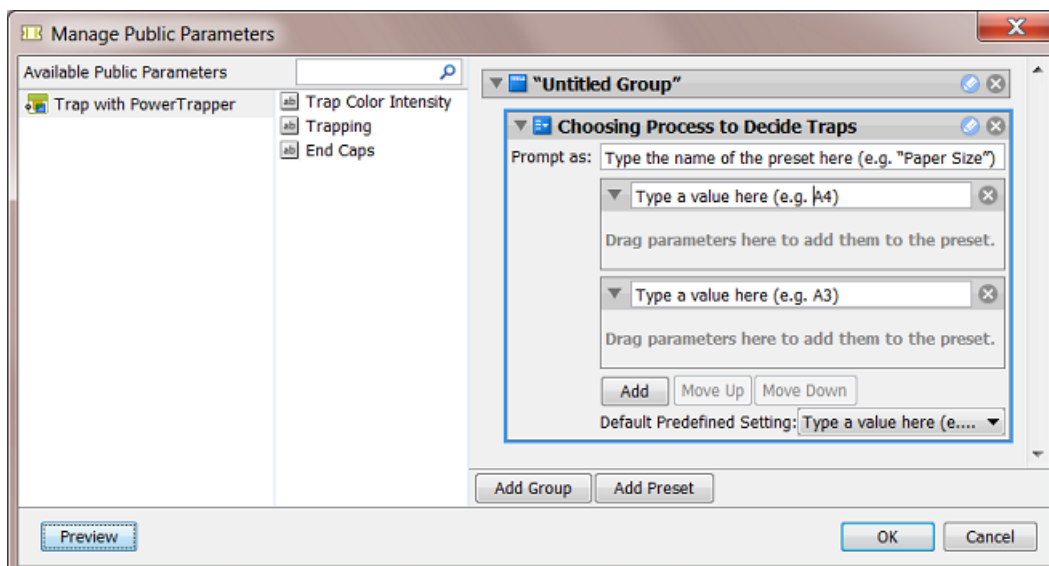 Manage Public Parameters
Available Public Parameters
Trap with PowerTrapper
Trap Color Intensity
Trapping
End Caps
"Untitled Group"
Choosing Process to Decide Traps
Prompt as: Type the name of the preset here (e.g. "Paper Size")
Type a value here (e.g. A4)
Drag parameters here to add them to the preset.
Type a value here (e.g. A3)
Drag parameters here to add them to the preset.
Add Move Up Move Down
Default Predefined Setting: Type a value here (e....
Add Group Add Preset
Preview OK Cancel